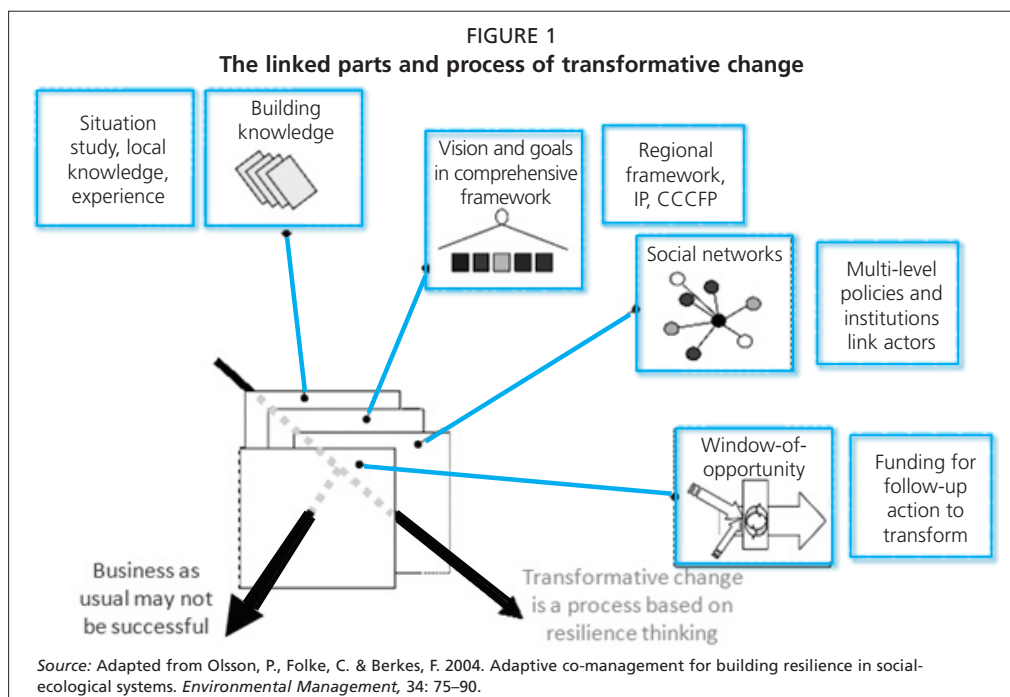 FIGURE 1
The linked parts and process of transformative change
Situation
study, local
knowledge,
experience
Building
knowledge
Vision and goals
in comprehensive
framework
Regional
framework,
IP, CCCFP
Social networks
Multi-level
policies and
institutions
link actors
Window-of-
opportunity
Funding for
follow-up
action to
transform
Business as
usual may not
be successful
Transformative change
is a process based on
resilience thinking
Source: Adapted from Olsson, P., Folke, C. & Berkes, F. 2004. Adaptive co-management for building resilience in social-
ecological systems. Environmental Management, 34: 75–90.